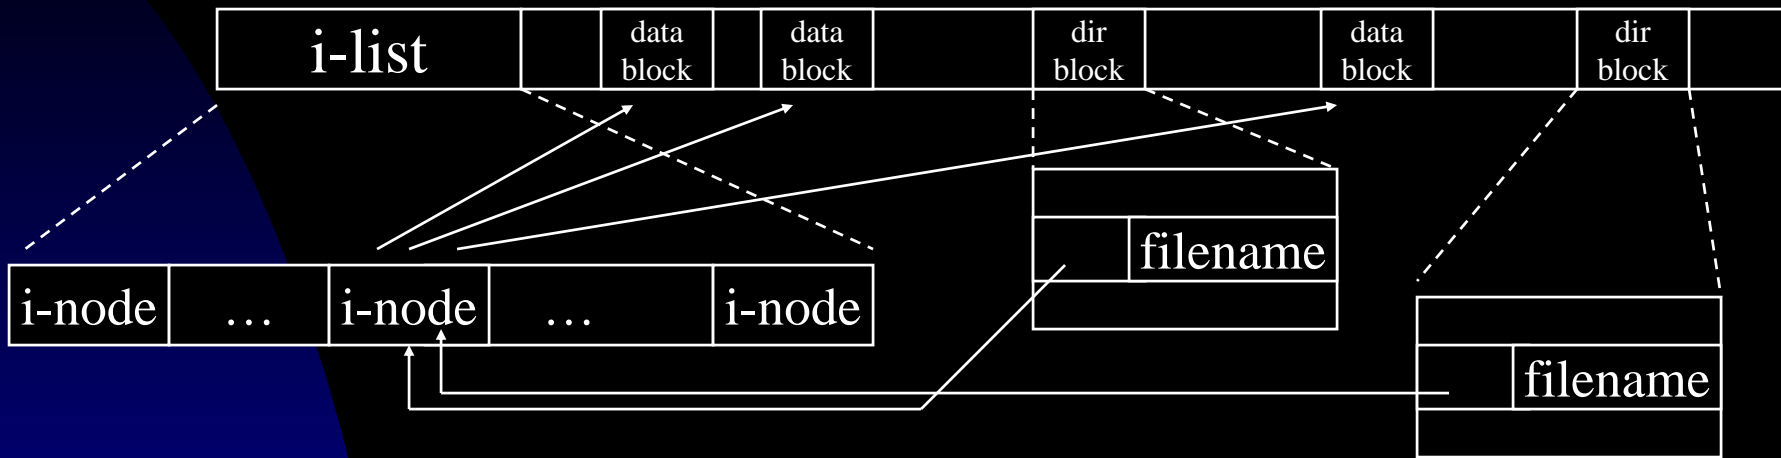 i-list
data
block
data
block
dir
block
data
block
dir
block
filename
i-node
…
i-node
…
i-node
filename